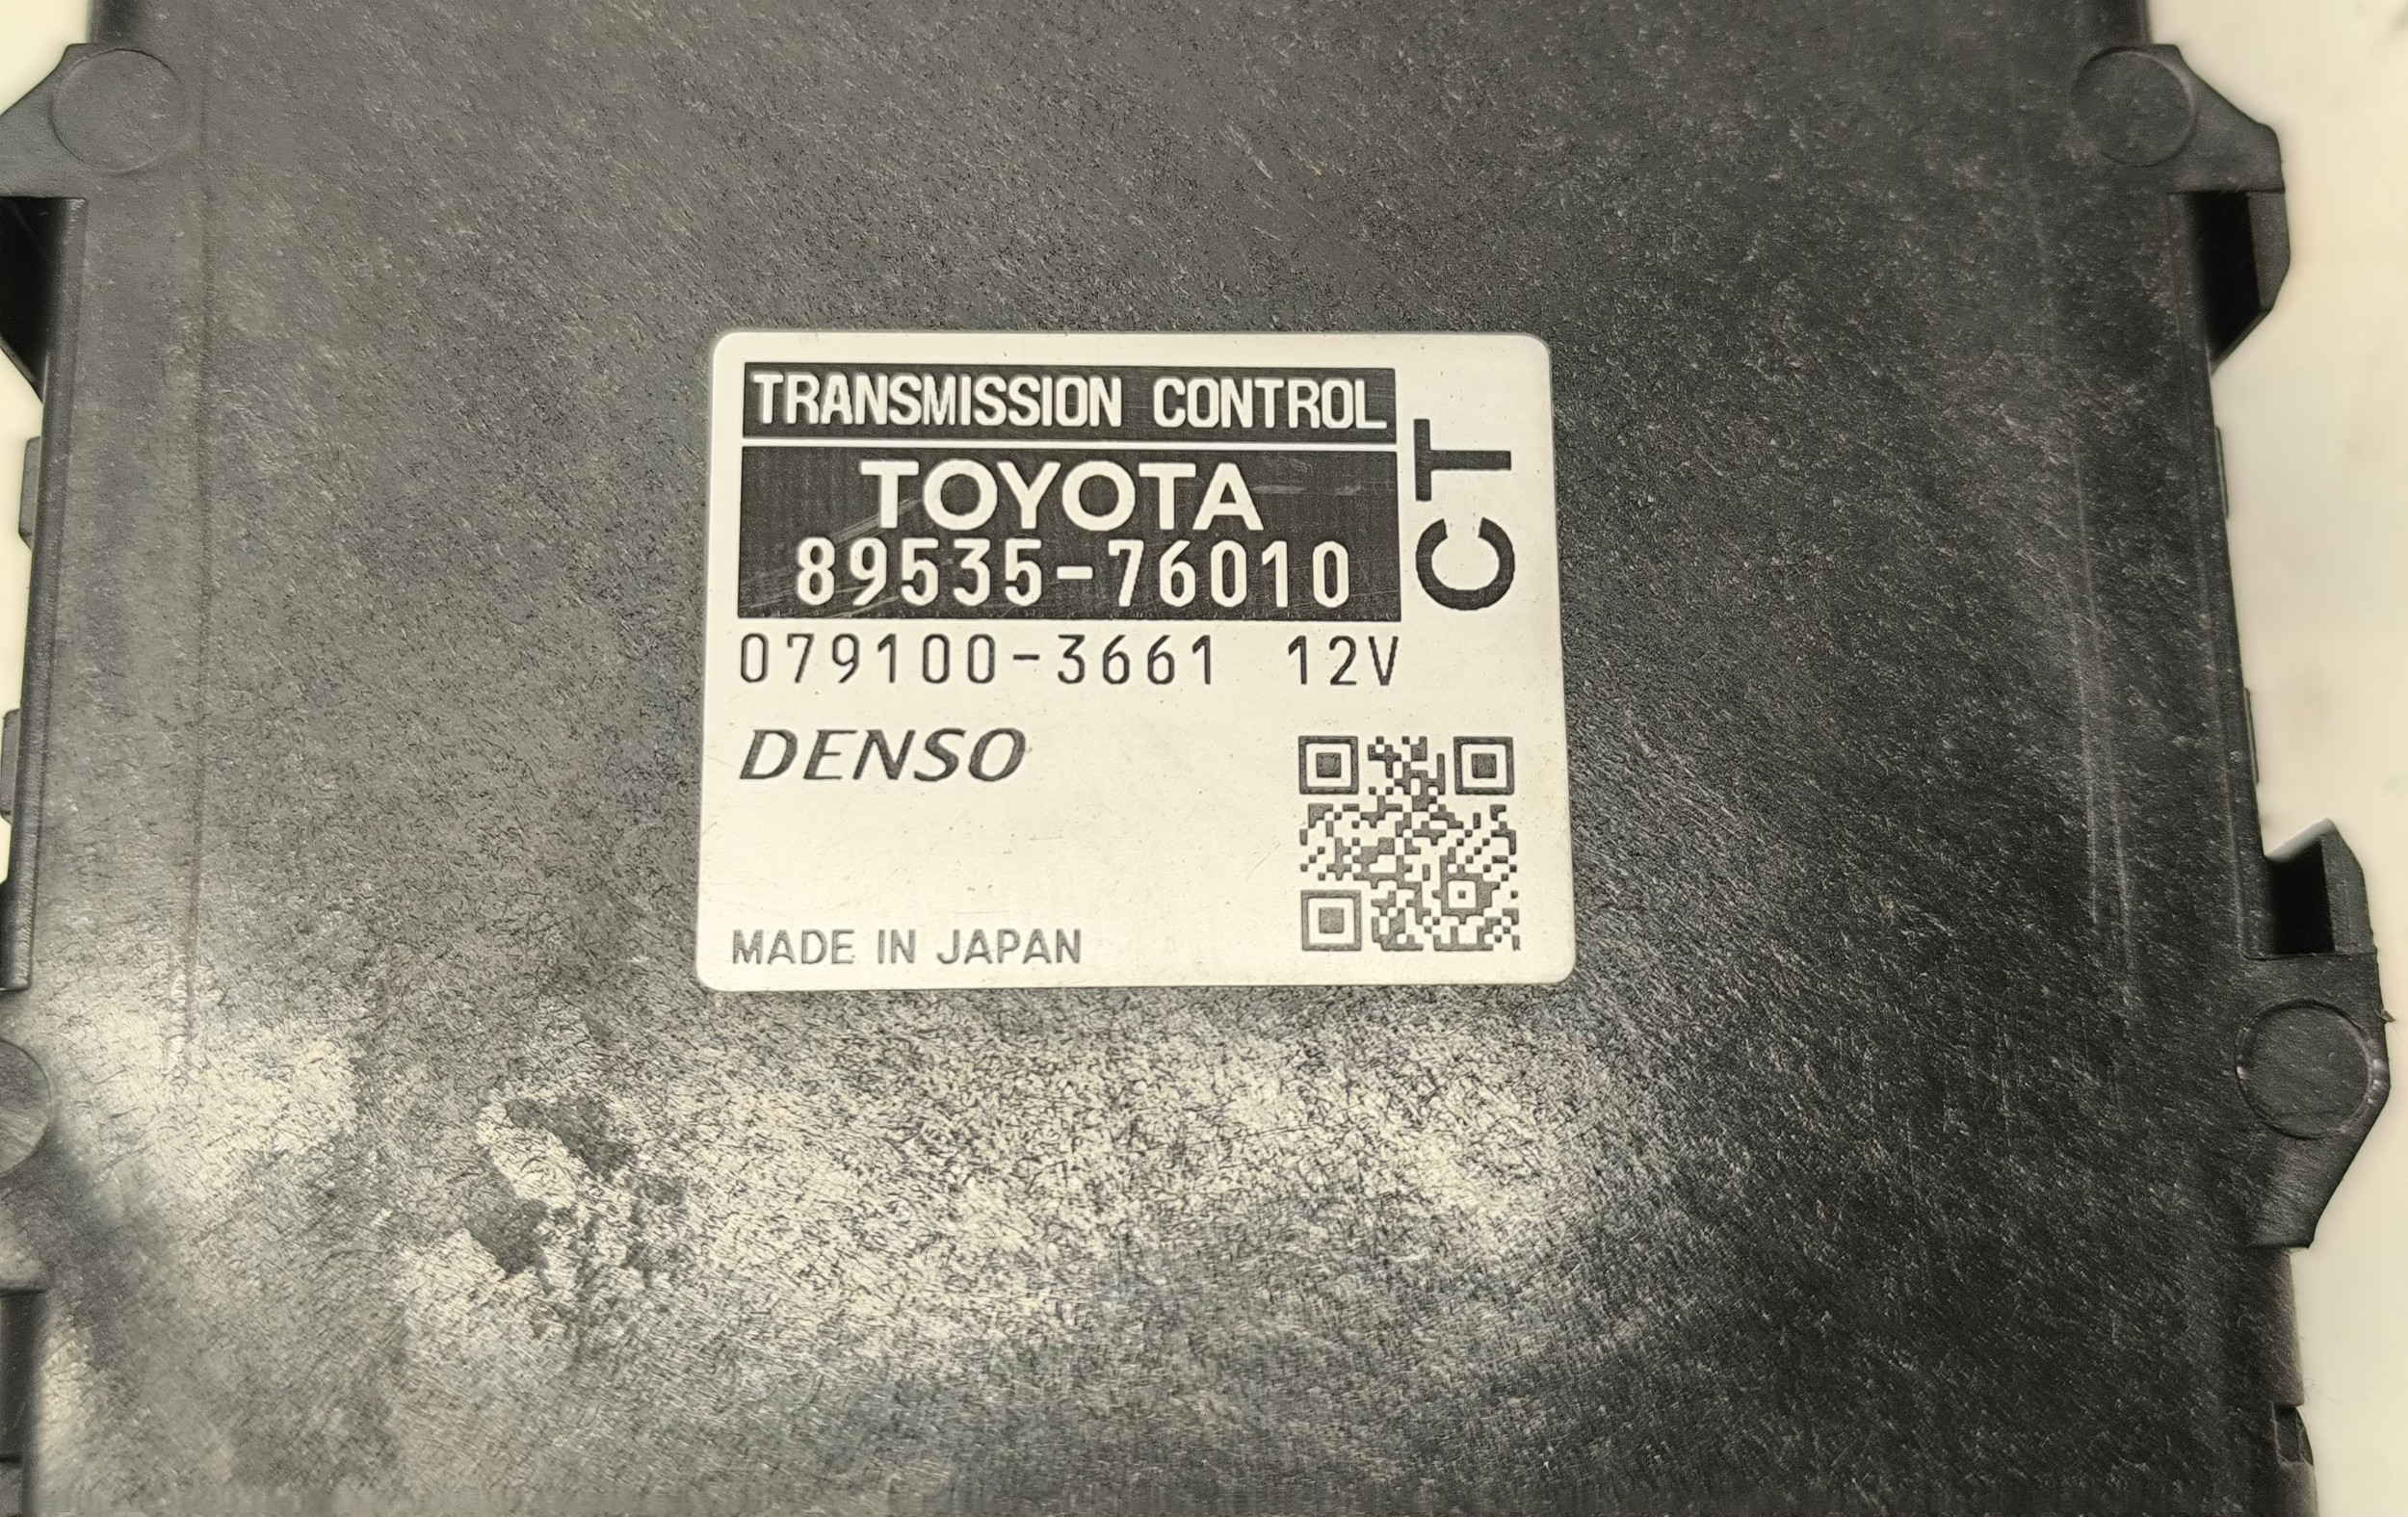 TRANSMISSION CONTROL
TOYOTA
89535-76010
CT
079100-3661 12V
DENSO
MADE IN JAPAN